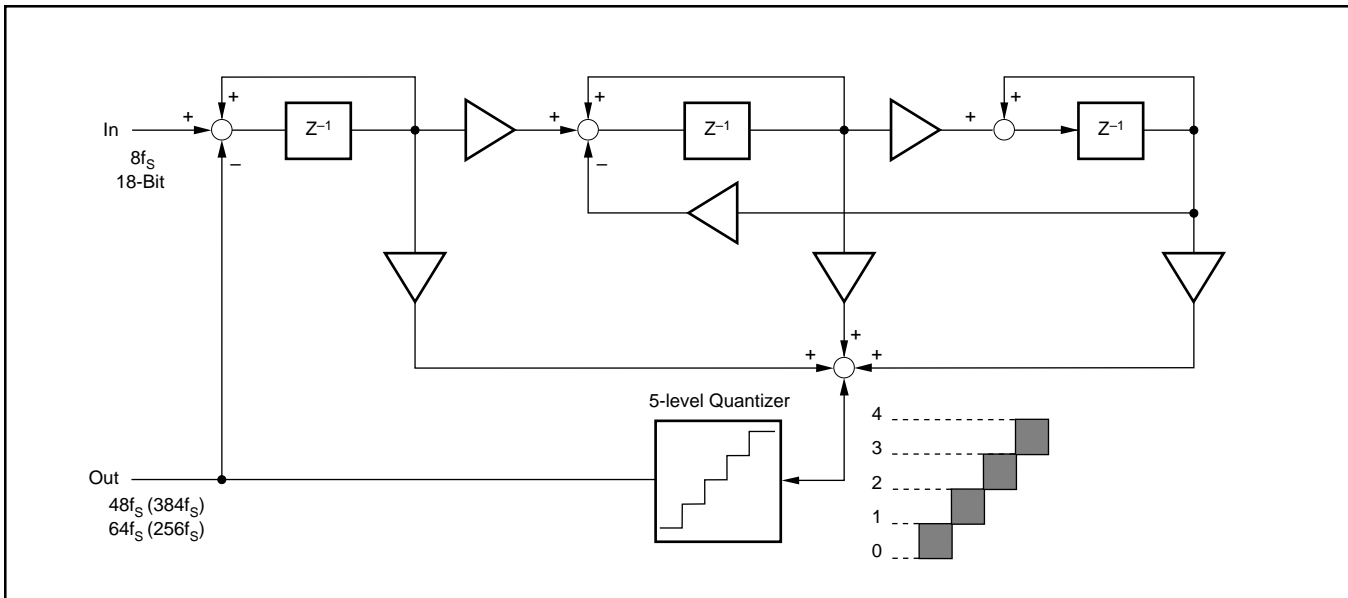 + + + +
In + Z–1 + Z–1 + Z–1
– –
8fS
18-Bit
+
+ +
5-level Quantizer
4
3
Out 2
48fS (384fS)
1
64fS (256fS)
0